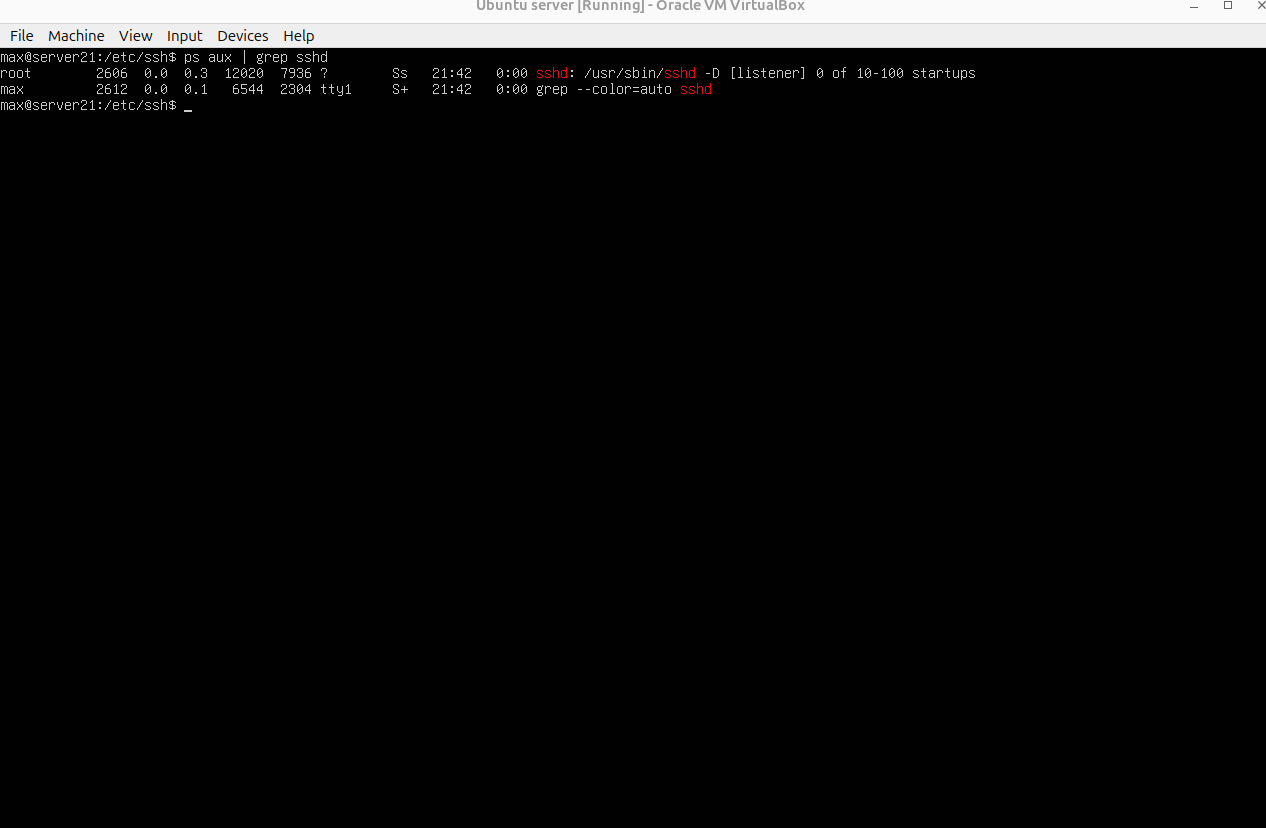 Ubuntu server [Running] - Oracle VM VirtualBox
File Machine View Input Devices Help
max@server21:/etc/ssh$ ps aux | grep sshd
root        2606  0.0  0.3  12020  7936 ?        Ss   21:42   0:00 sshd: /usr/sbin/sshd -D [listener] 0 of 10-100 startups
max         2612  0.0  0.1   6544  2304 tty1     S+   21:42   0:00 grep --color=auto sshd
max@server21:/etc/ssh$ _